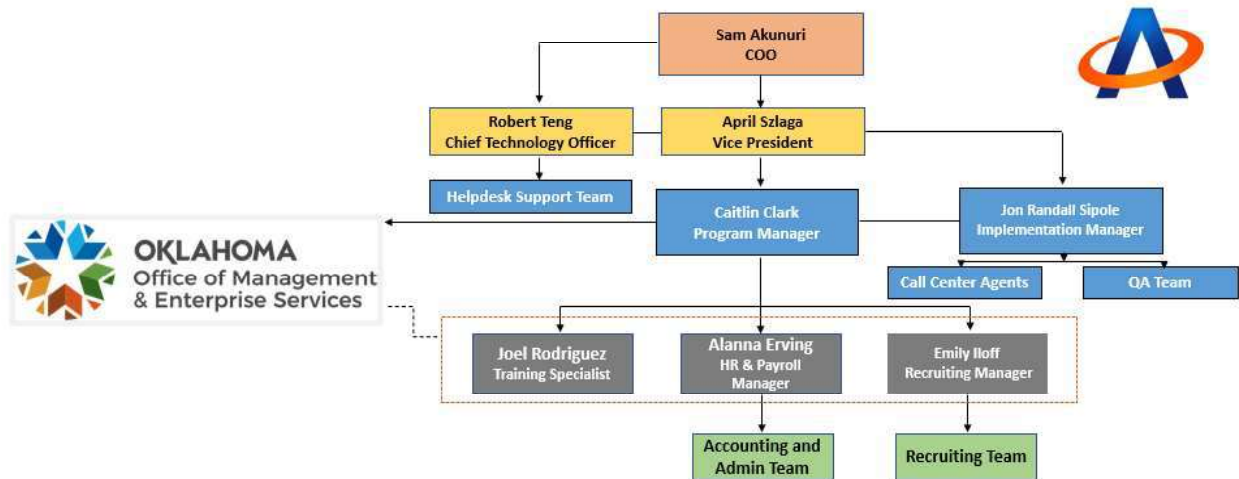 Sam Akunuri
COO
Robert Teng
Chief Technology Officer
April Szlaga
Vice President
Helpdesk Support Team
Caitlin Clark
Program Manager
Jon Randall Sipole
Implementation Manager
OKLAHOMA
Office of Management
& Enterprise Services
Call Center Agents
QA Team
Joel Rodriguez
Training Specialist
Alanna Erving
HR & Payroll
Manager
Emily Iloff
Recruiting Manager
Accounting and
Admin Team
Recruiting Team